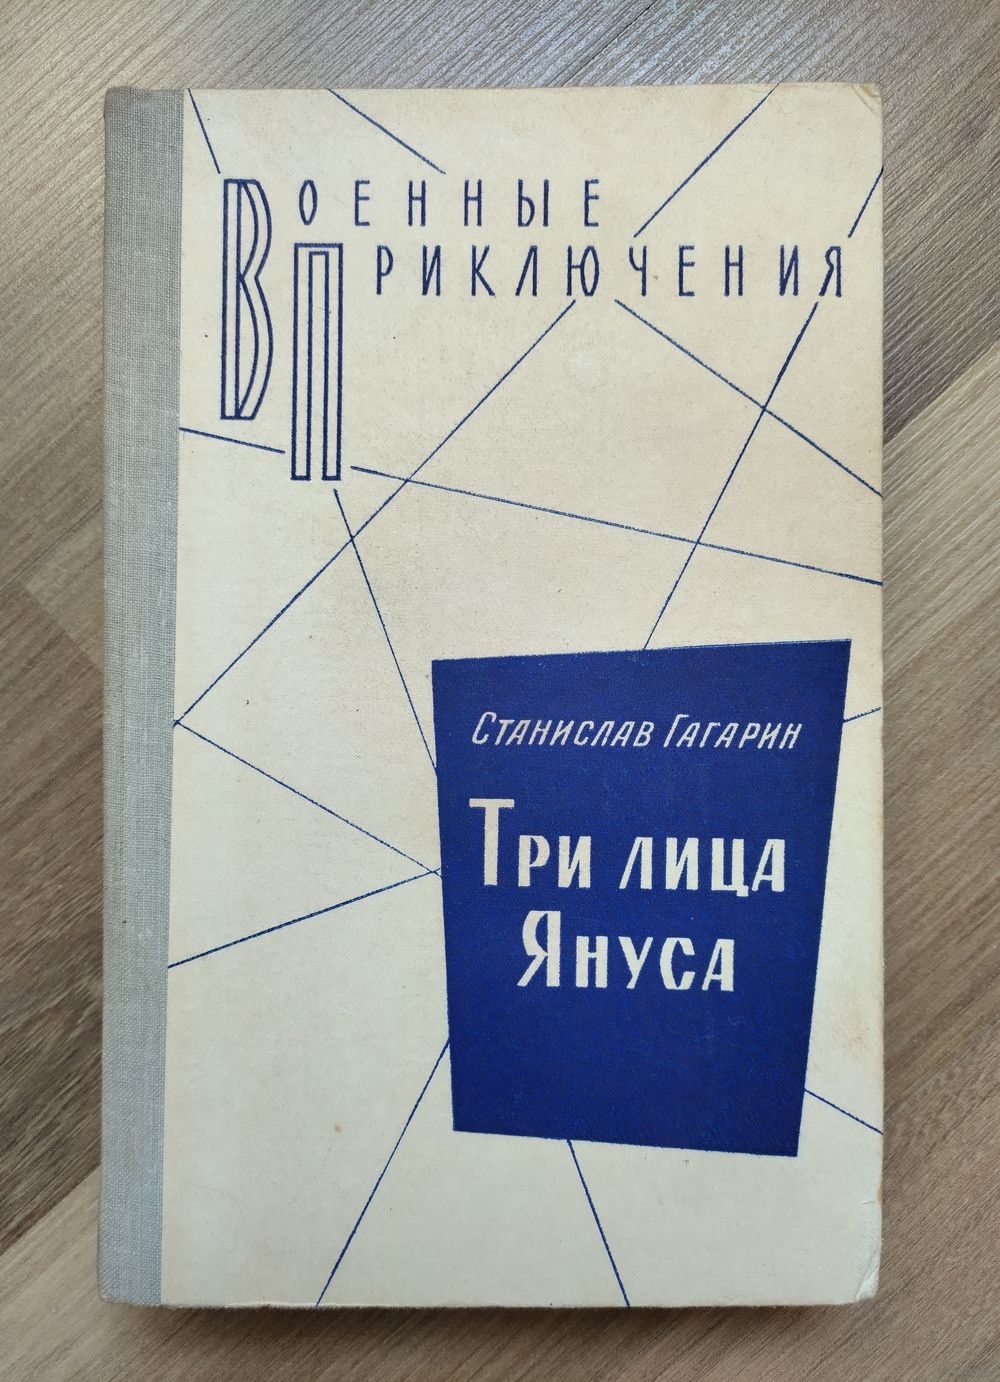 Военные
Приключения
Станислав Гагарин
Три лица
Януса